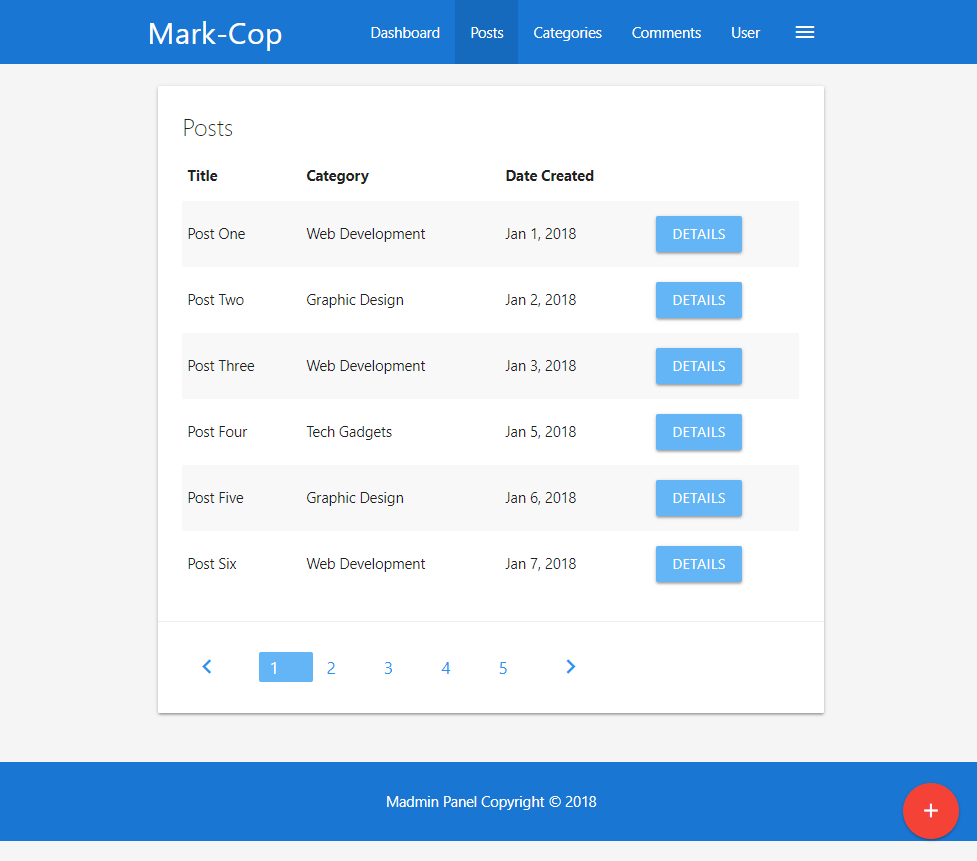 Mark-Cop Dashboard Posts Categories Comments User
Posts
Title Category Date Created
Post One Web Development Jan 1, 2018 DETAILS
Post Two Graphic Design Jan 2, 2018 DETAILS
Post Three Web Development Jan 3, 2018 DETAILS
Post Four Tech Gadgets Jan 5, 2018 DETAILS
Post Five Graphic Design Jan 6, 2018 DETAILS
Post Six Web Development Jan 7, 2018 DETAILS
1 2 3 4 5
Madmin Panel Copyright © 2018